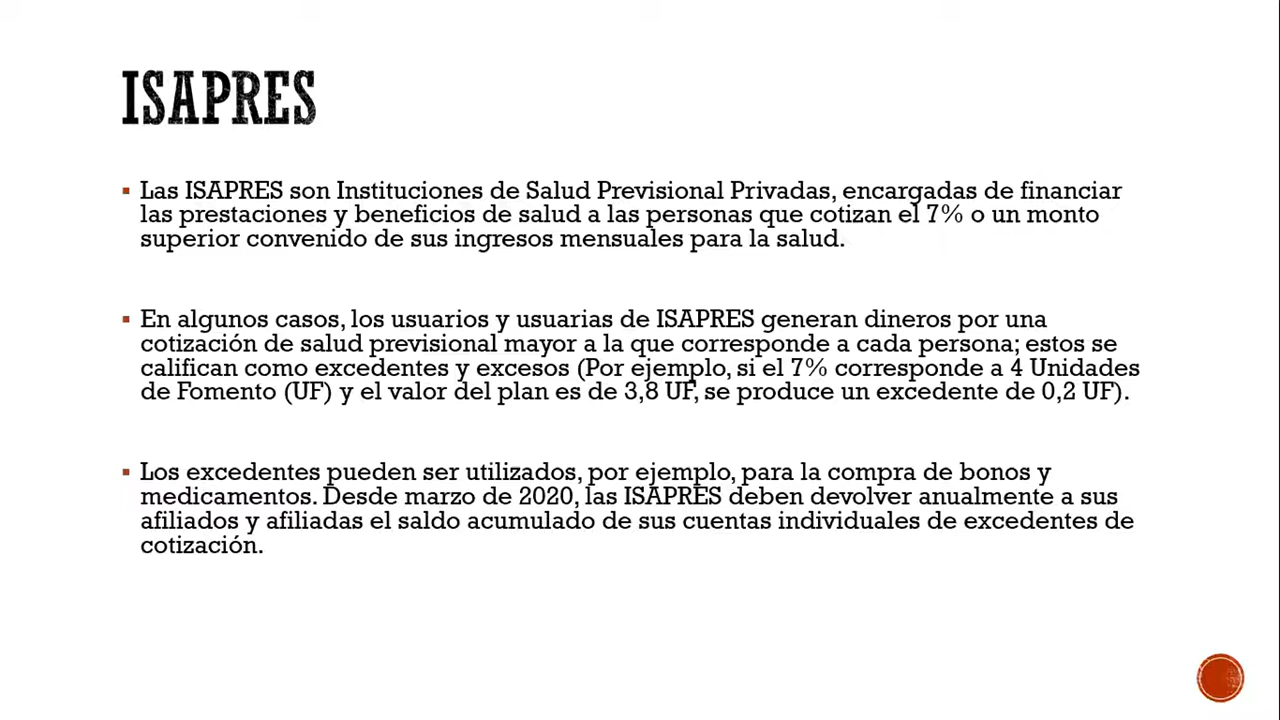 ISAPRES
▪ Las ISAPRES son Instituciones de Salud Previsional Privadas, encargadas de financiar
las prestaciones y beneficios de salud a las personas que cotizan el 7% o un monto
superior convenido de sus ingresos mensuales para la salud.
▪ En algunos casos, los usuarios y usuarias de ISAPRES generan dineros por una
cotización de salud previsional mayor a la que corresponde a cada persona; estos se
califican como excedentes y excesos (Por ejemplo, si el 7% corresponde a 4 Unidades
de Fomento (UF) y el valor del plan es de 3,8 UF, se produce un excedente de 0,2 UF).
▪ Los excedentes pueden ser utilizados, por ejemplo, para la compra de bonos y
medicamentos. Desde marzo de 2020, las ISAPRES deben devolver anualmente a sus
afiliados y afiliadas el saldo acumulado de sus cuentas individuales de excedentes de
cotización.